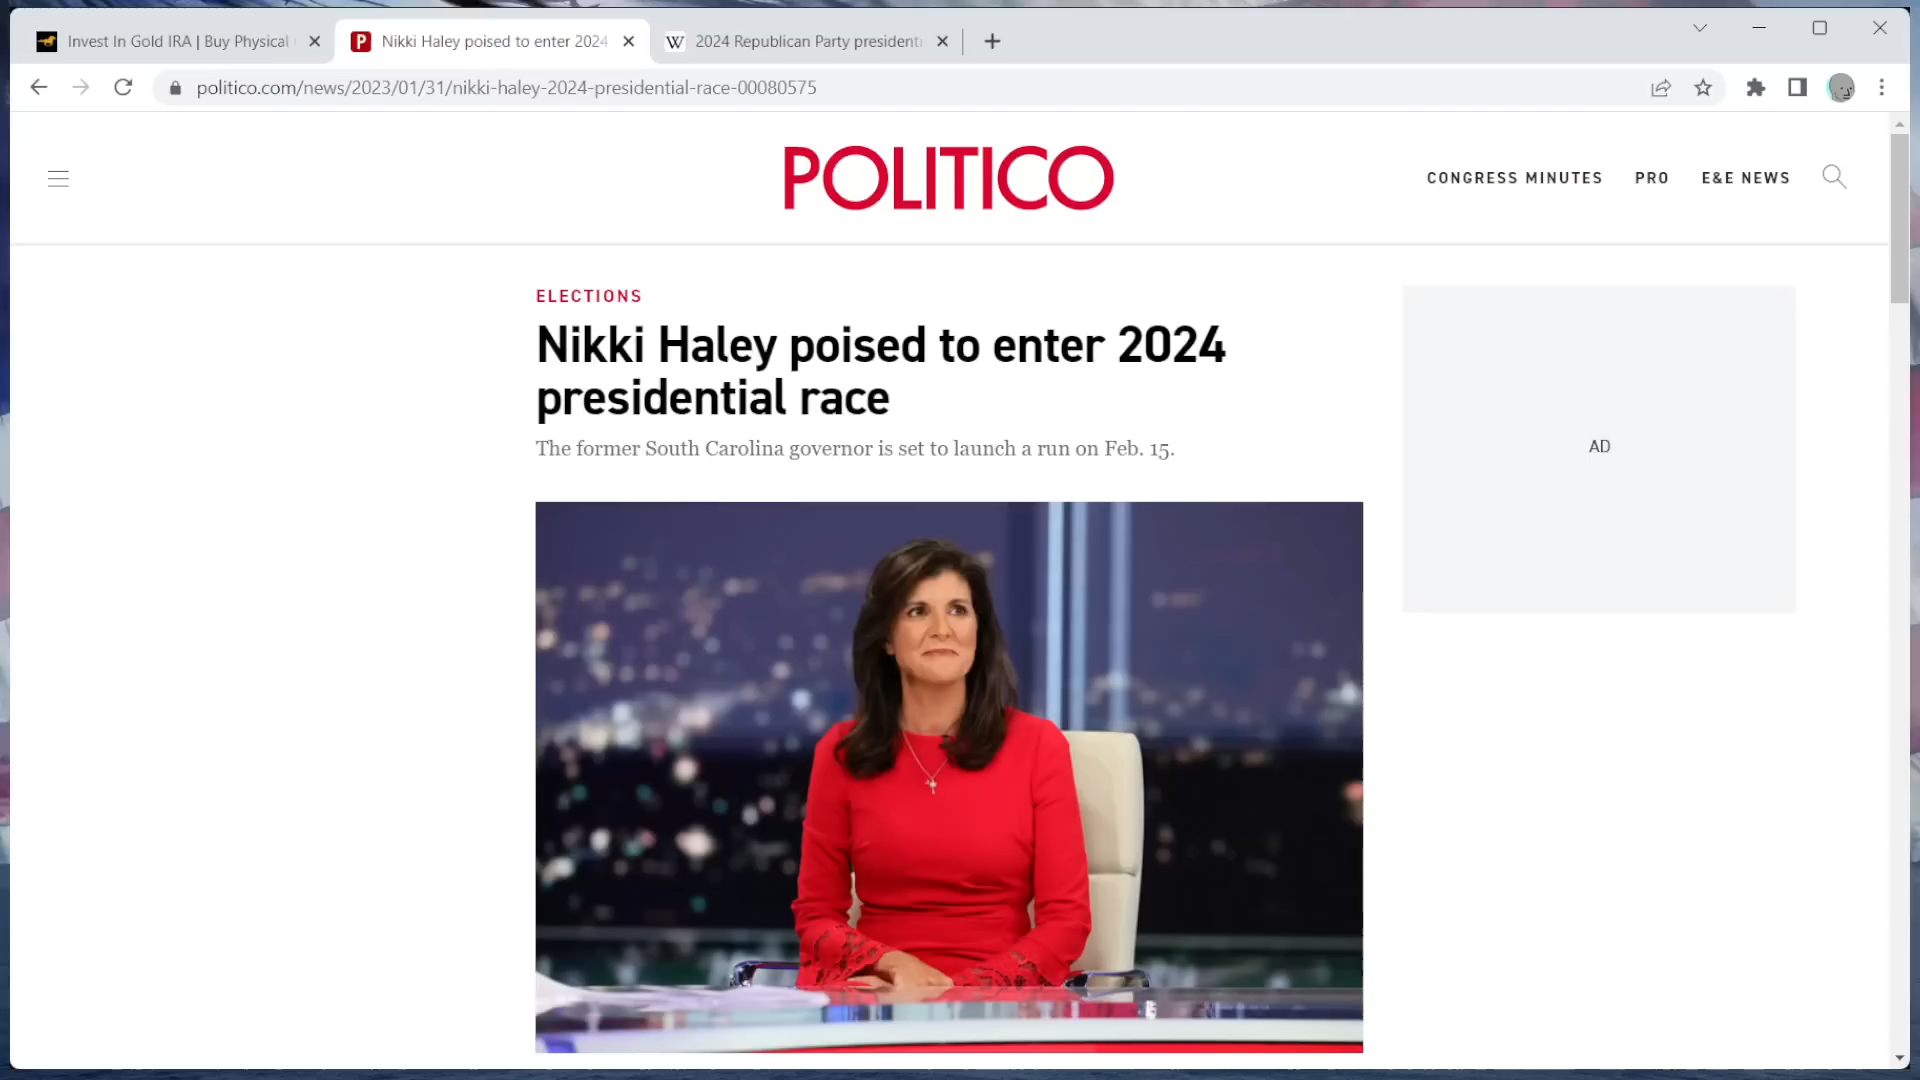 Invest In Gold IRA | Buy Physical
Nikki Haley poised to enter 2024
2024 Republican Party president
politico.com/news/2023/01/31/nikki-haley-2024-presidential-race-00080575
POLITICO
CONGRESS MINUTES PRO E&E NEWS
ELECTIONS
Nikki Haley poised to enter 2024
presidential race
The former South Carolina governor is set to launch a run on Feb. 15.
AD